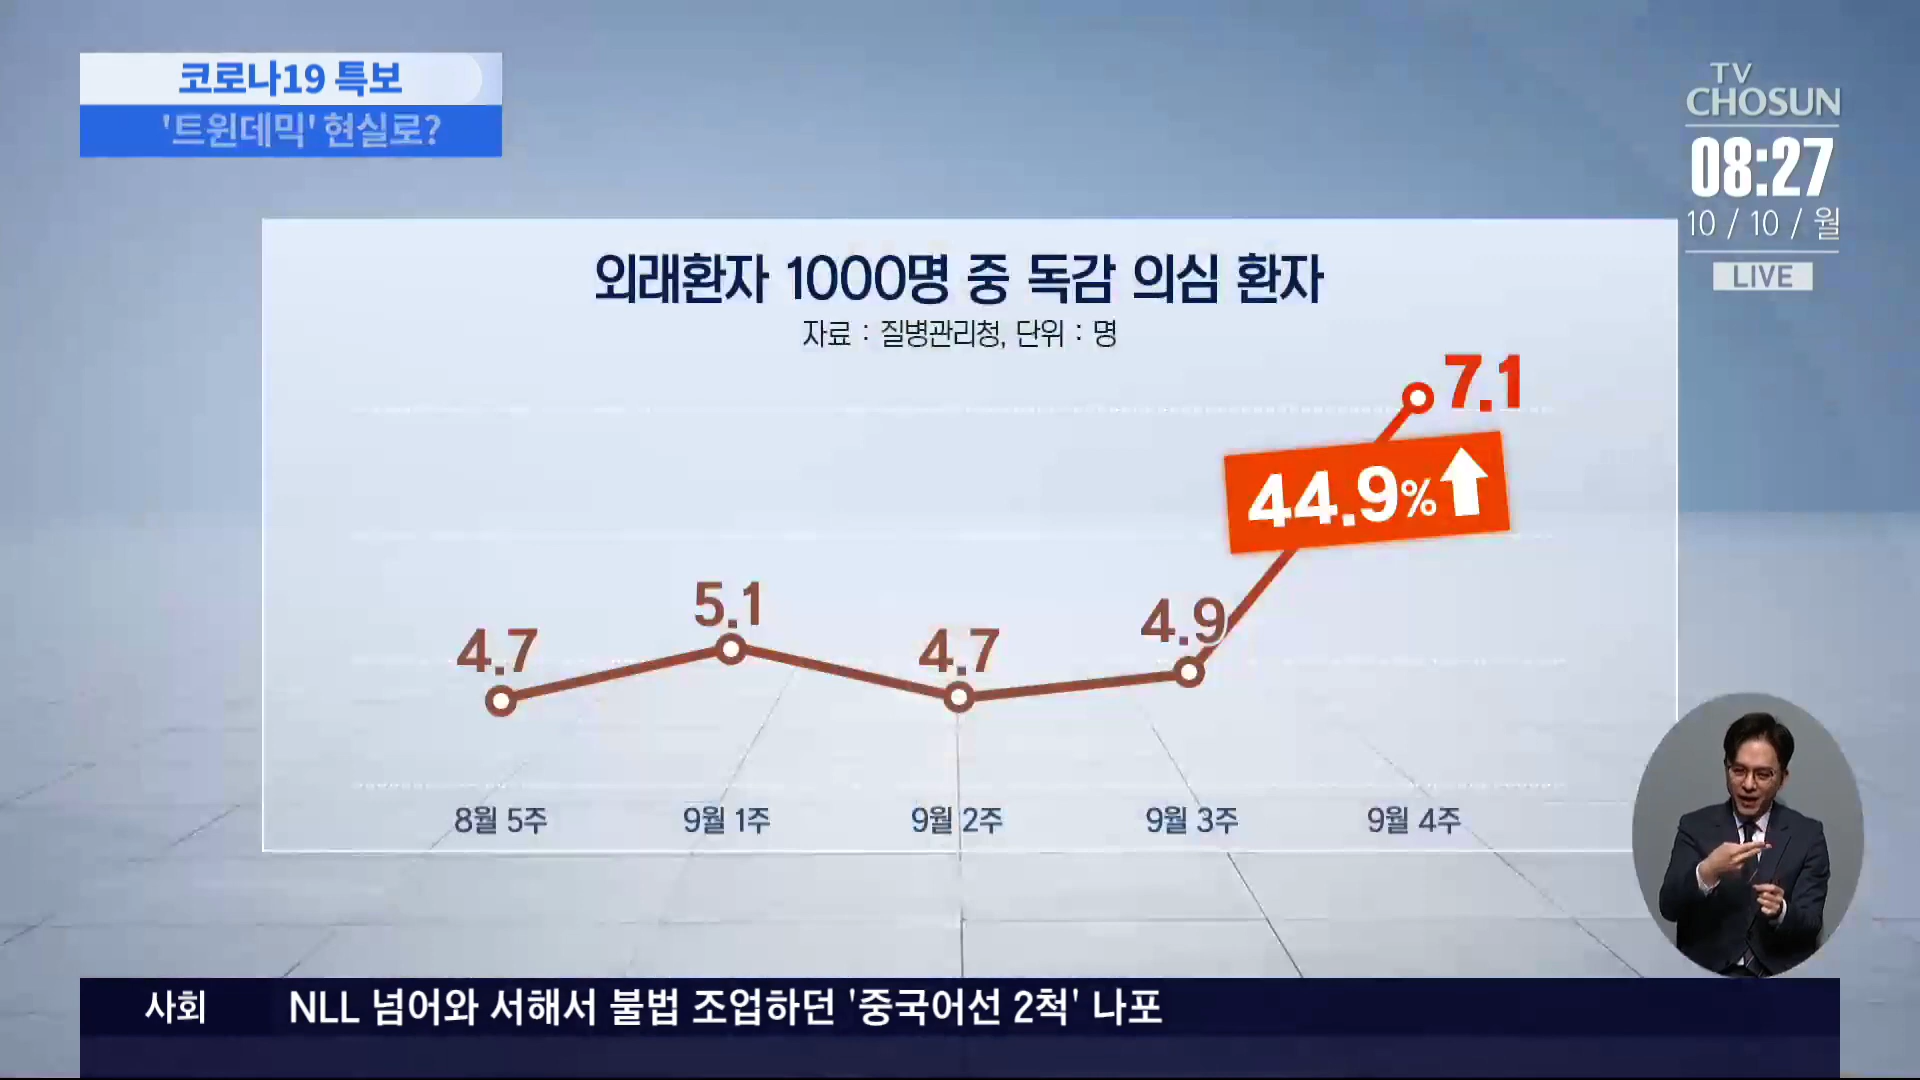 코로나19 특보
'트윈데믹' 현실로?
TV
CHOSUN
08:27
10 / 10 / 월
LIVE
외래환자 1000명 중 독감 의심 환자
자료 : 질병관리청, 단위 : 명
7.1
44.9%
5.1
4.9
4.7
4.7
8월 5주
9월 1주
9월 2주
9월 3주
9월 4주
사회
NLL 넘어와 서해서 불법 조업하던 '중국어선 2척' 나포